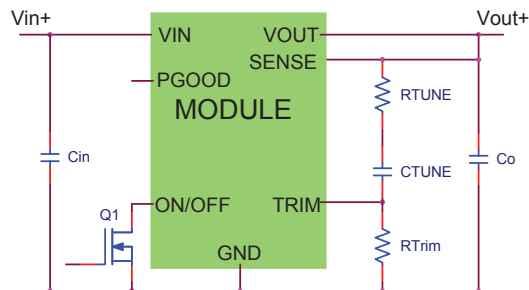 Vin+
Vout+
VIN
VOUT
SENSE
PGOOD
MODULE
RTUNE
Cin
CTUNE
Co
Q1
ON/OFF
TRIM
RTrim
GND